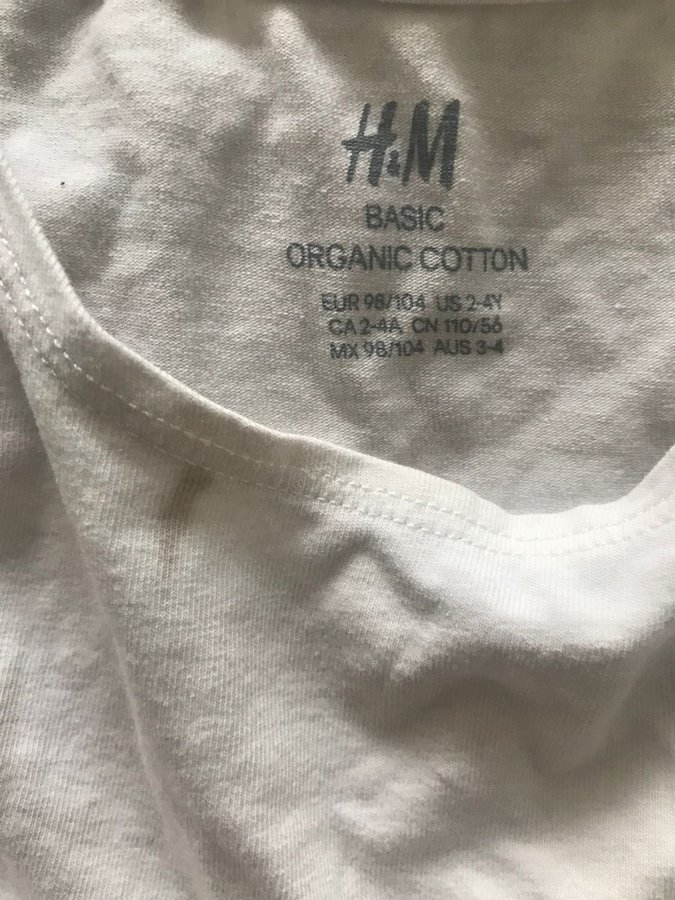 H&M
BASIC
ORGANIC COTTON
EUR 98/104 US 2-4Y
CA 2-4A, CN 110/56
MX 98/104 AUS 3-4